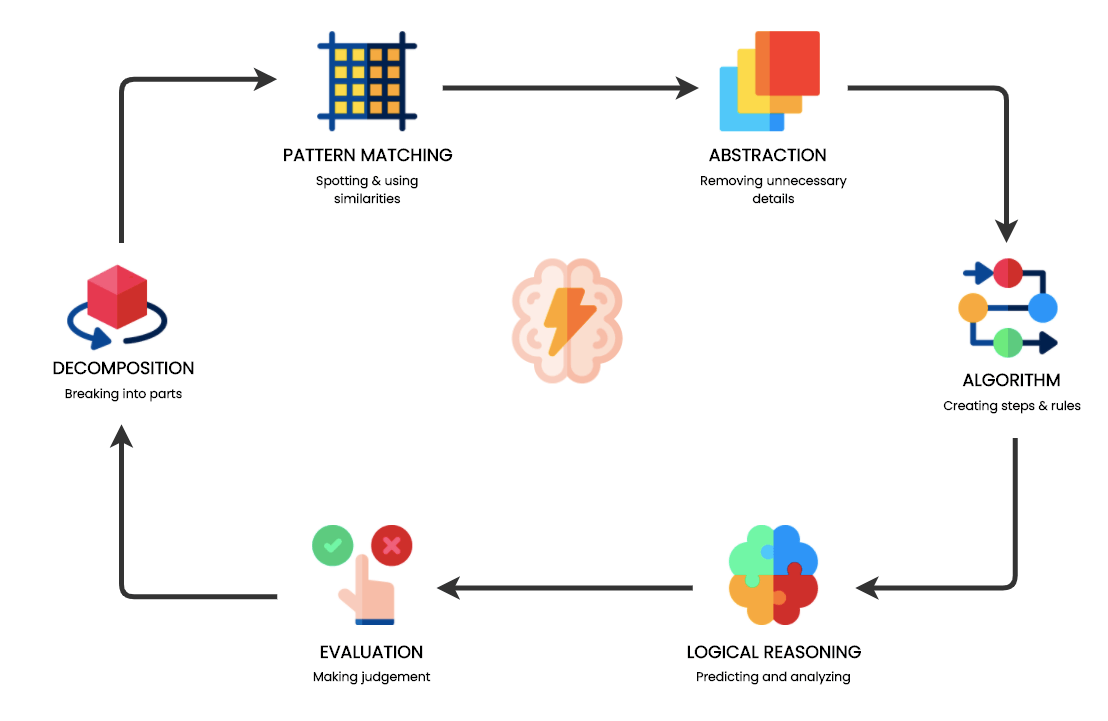 PATTERN MATCHING
Spotting & using
similarities
ABSTRACTION
Removing unnecessary
details
DECOMPOSITION
Breaking into parts
ALGORITHM
Creating steps & rules
EVALUATION
Making judgement
LOGICAL REASONING
Predicting and analyzing